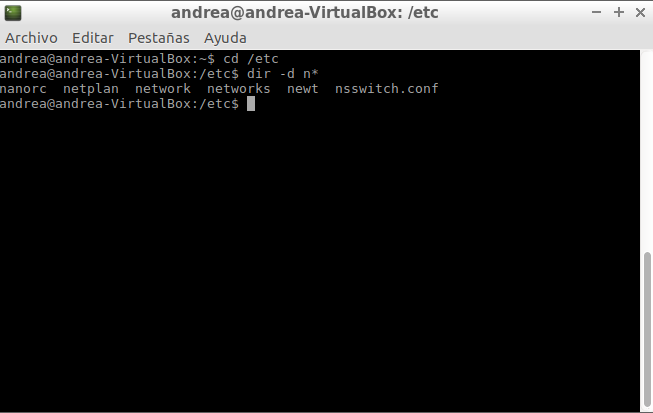 andrea@andrea-VirtualBox: /etc
Archivo Editar Pestañas Ayuda
andrea@andrea-VirtualBox:~$ cd /etc
andrea@andrea-VirtualBox:/etc$ dir -d n*
nanorc  netplan  network  networks  newt  nsswitch.conf
andrea@andrea-VirtualBox:/etc$